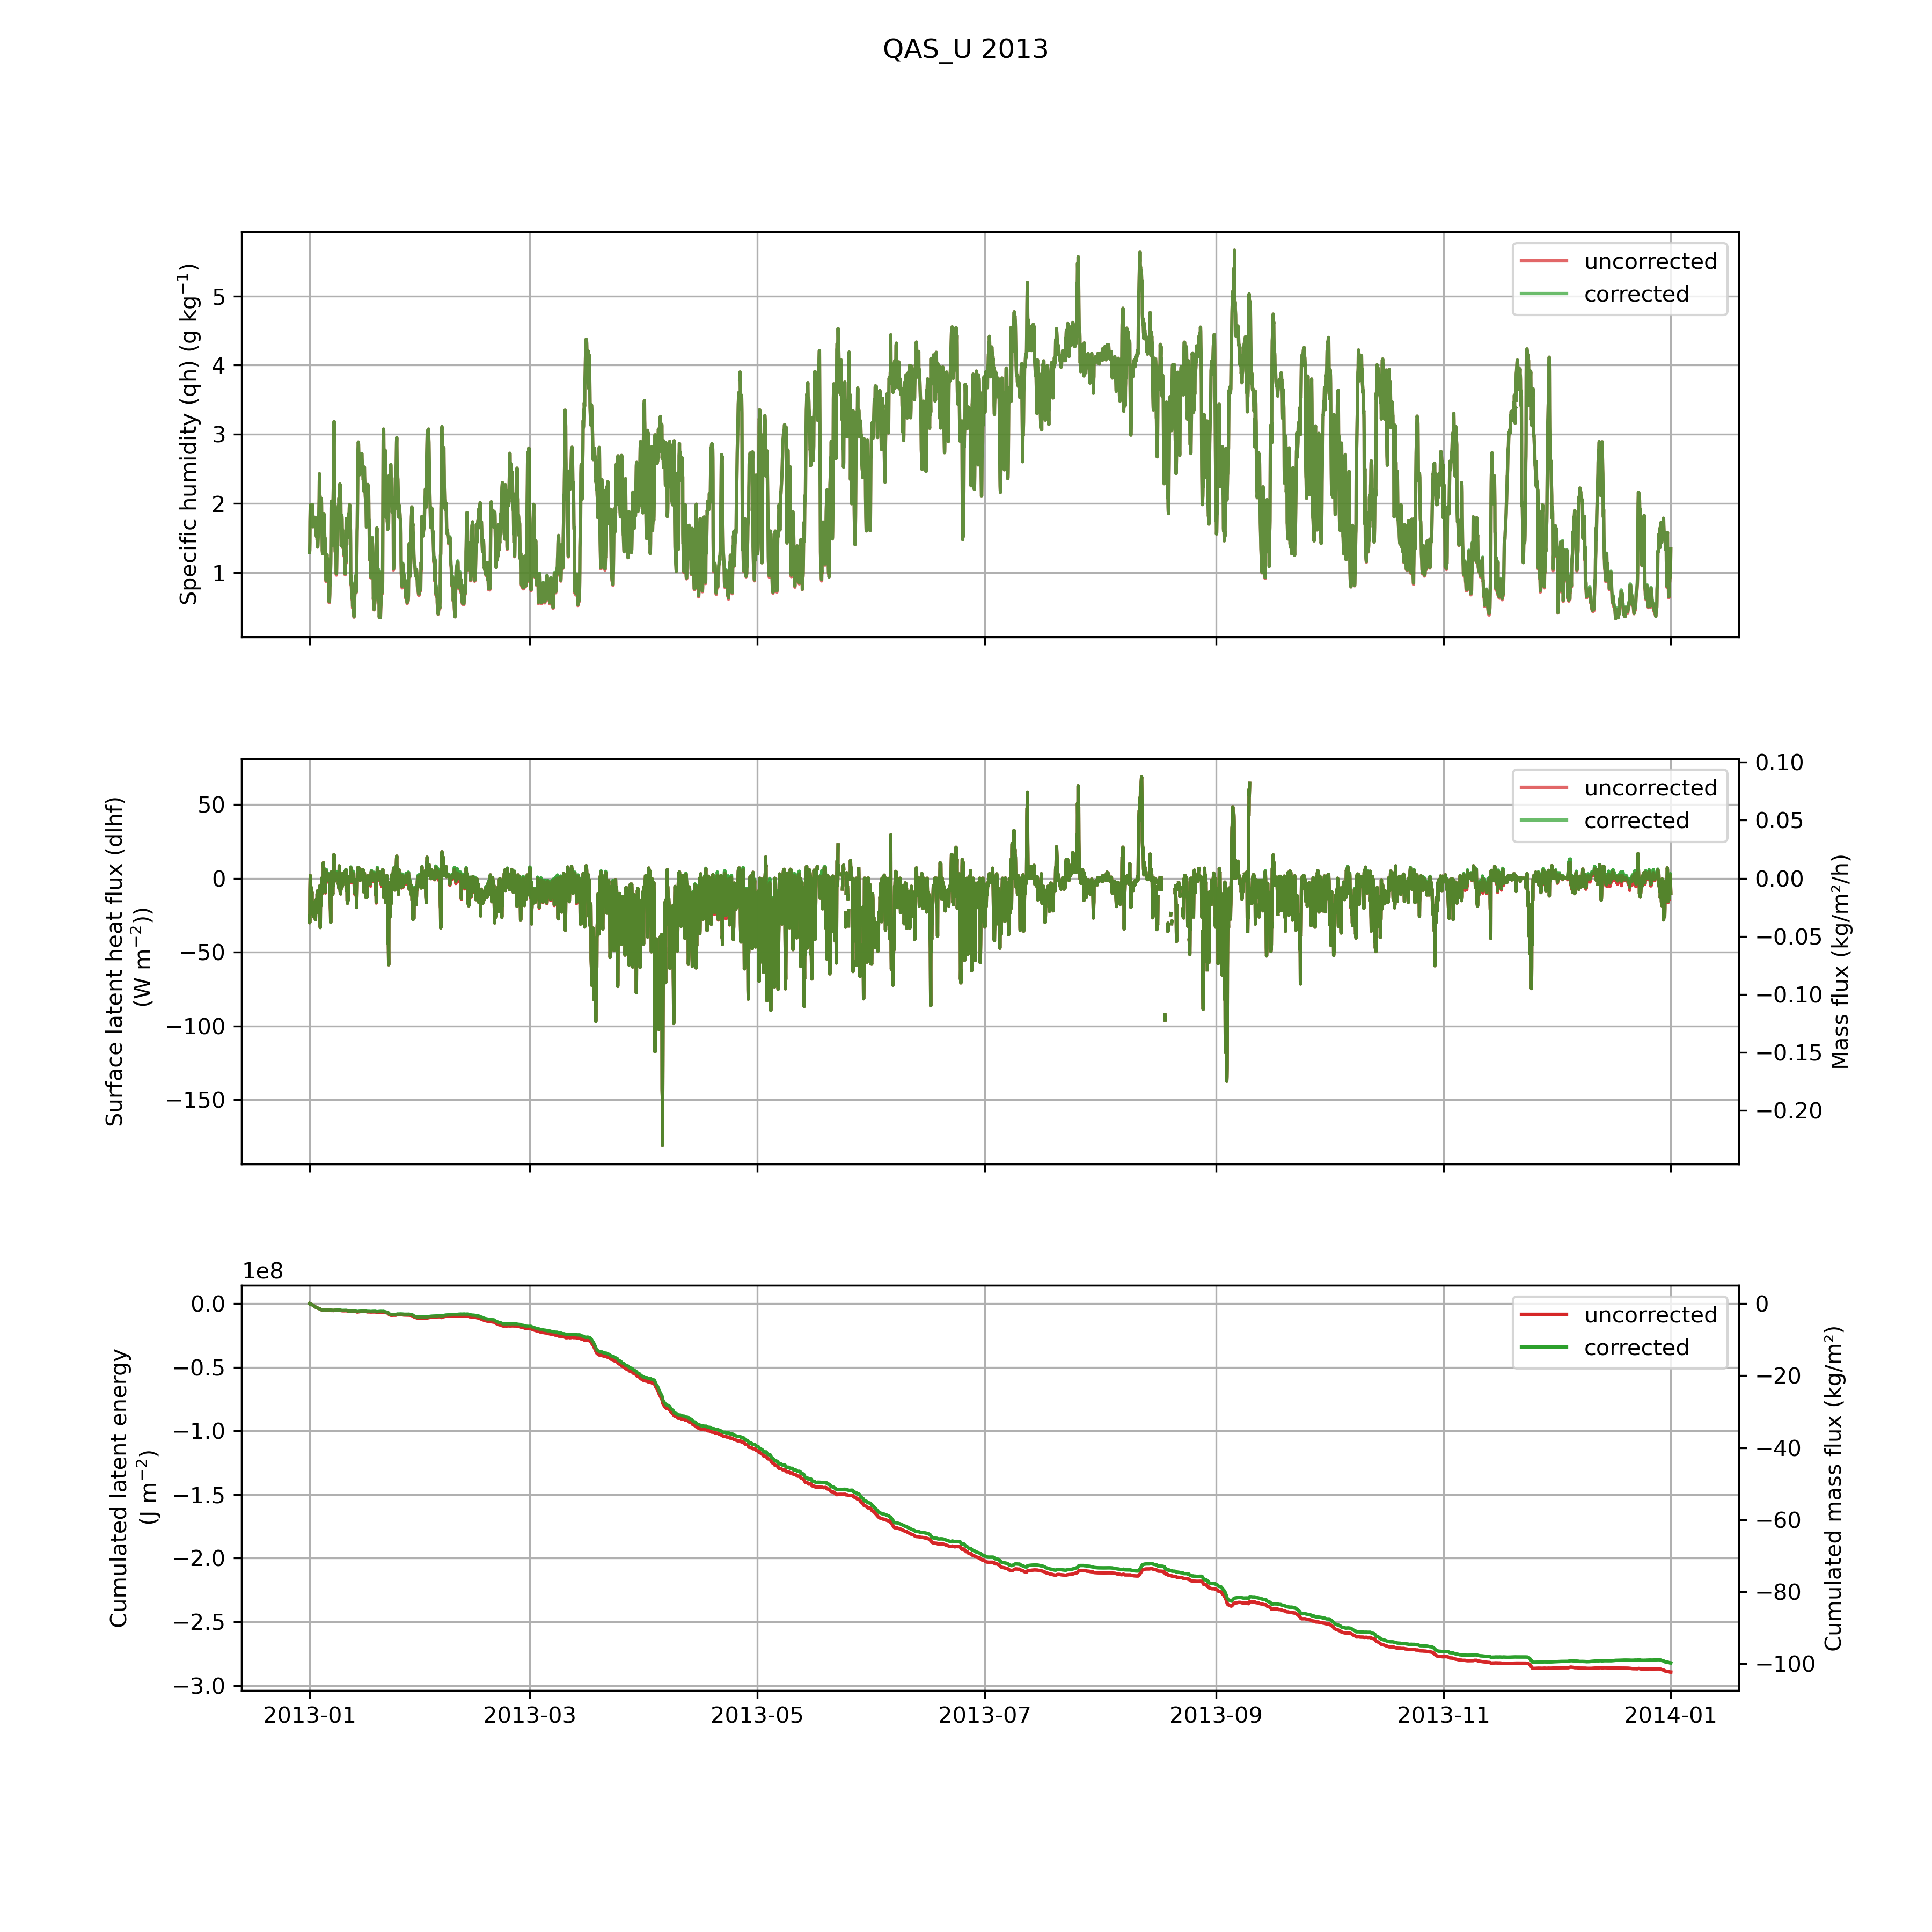 QAS_U 2013
Specific humidity (qh) (g kg⁻¹)
5
4
3
2
1
uncorrected
corrected
Surface latent heat flux (dlhf)
(W m⁻²))
50
0
−50
−100
−150
uncorrected
corrected
0.10
0.05
0.00
−0.05
−0.10
−0.15
−0.20
Mass flux (kg/m²/h)
1e8
Cumulated latent energy
(J m⁻²)
0.0
−0.5
−1.0
−1.5
−2.0
−2.5
−3.0
uncorrected
corrected
0
−20
−40
−60
−80
−100
Cumulated mass flux (kg/m²)
2013-01
2013-03
2013-05
2013-07
2013-09
2013-11
2014-01